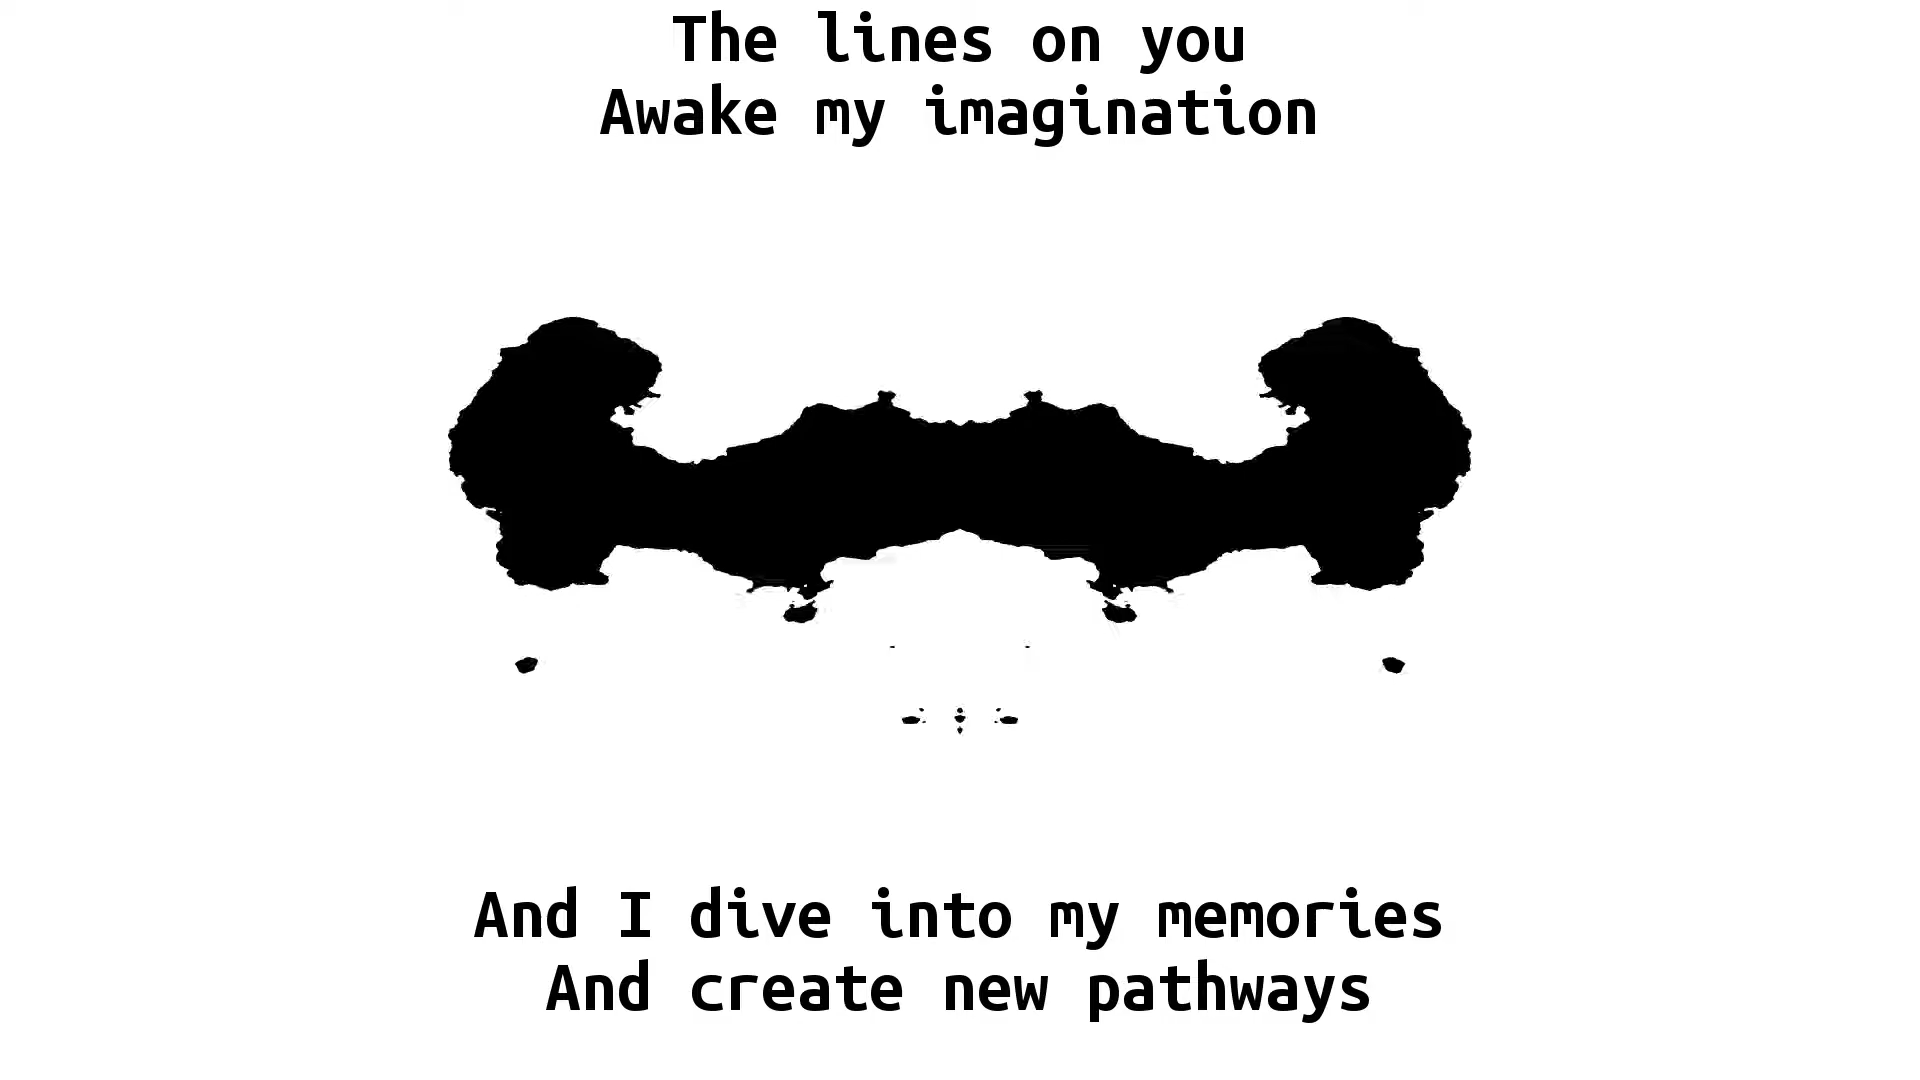 The lines on you
Awake my imagination
And I dive into my memories
And create new pathways